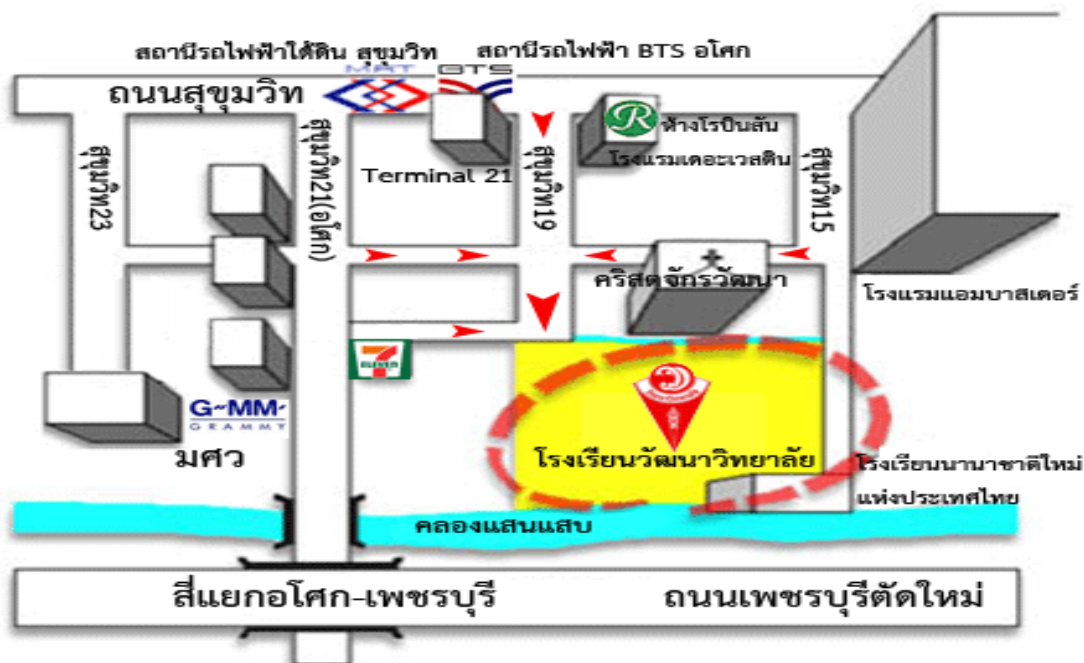 สถานีรถไฟฟ้าใต้ดิน สุขุมวิท
สถานีรถไฟฟ้า BTS อโศก
MRT
BTS
ถนนสุขุมวิท
R
ห้างโรบินสัน
โรงแรมเดอะเวสติน
Terminal 21
สุขุมวิท23
สุขุมวิท21(อโศก)
สุขุมวิท19
สุขุมวิท15
คริสตจักรวัฒนา
โรงแรมแอมบาสเดอร์
7
ELEVEN
G-MM-
GRAMMY
มศว
โรงเรียนวัฒนาวิทยาลัย
โรงเรียนนานาชาติใหม่
แห่งประเทศไทย
คลองแสนแสบ
สี่แยกอโศก-เพชรบุรี
ถนนเพชรบุรีตัดใหม่